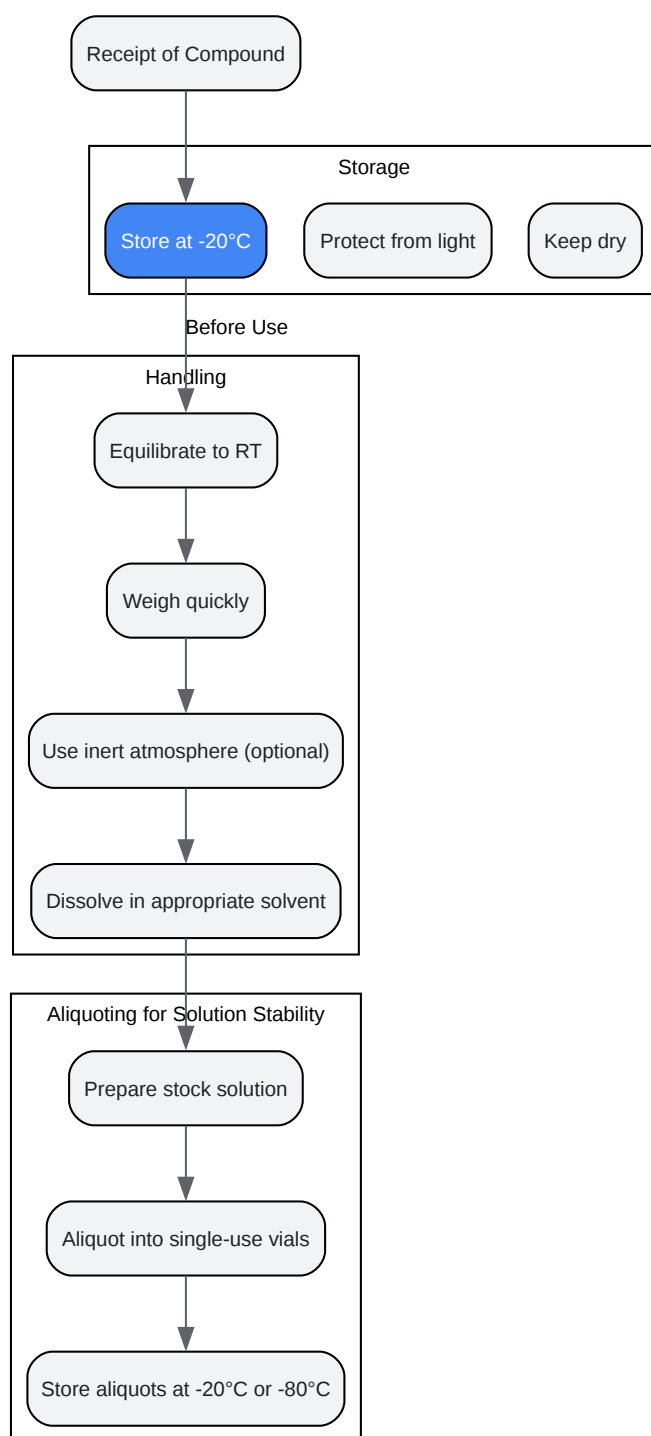 Receipt of Compound
Storage
Store at -20°C
Protect from light
Keep dry
Before Use
Handling
Equilibrate to RT
Weigh quickly
Use inert atmosphere (optional)
Dissolve in appropriate solvent
Aliquoting for Solution Stability
Prepare stock solution
Aliquot into single-use vials
Store aliquots at -20°C or -80°C